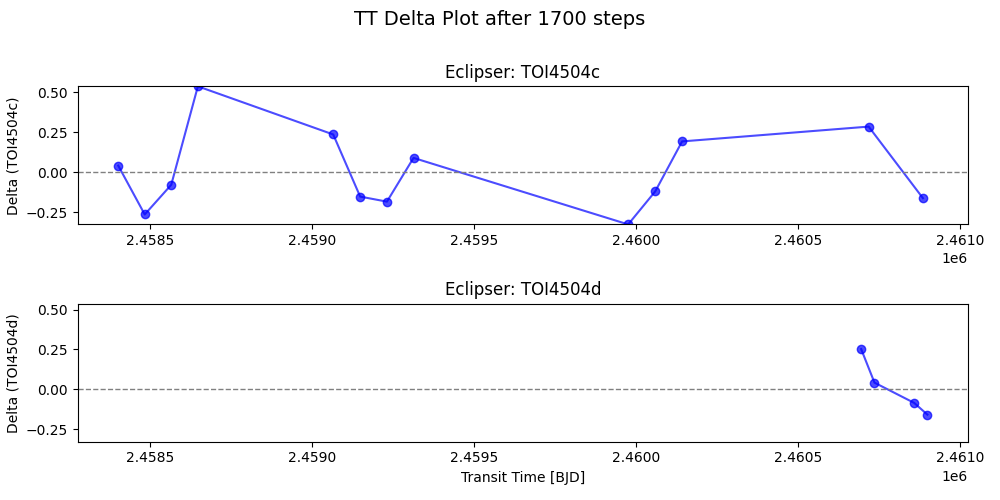 TT Delta Plot after 1700 steps
Eclipser: TOI4504c
Delta (TOI4504c)
0.50
0.25
0.00
−0.25
2.4585 2.4590 2.4595 2.4600 2.4605 2.4610
1e6
Eclipser: TOI4504d
Delta (TOI4504d)
0.50
0.25
0.00
−0.25
2.4585 2.4590 2.4595 2.4600 2.4605 2.4610
1e6
Transit Time [BJD]